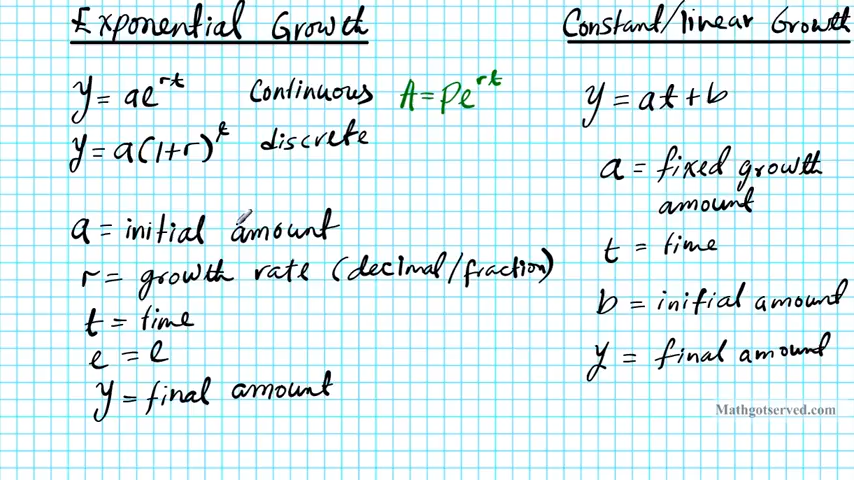 Exponential Growth
y = ae^rt Continuous A = Pe^rt
y = a(1+r)^t discrete
a = initial amount
r = growth rate (decimal/fraction)
t = time
e = e
y = final amount
Constant/linear Growth
y = at + b
a = fixed growth
amount
t = time
b = initial amount
y = final amount
Mathgotserved.com